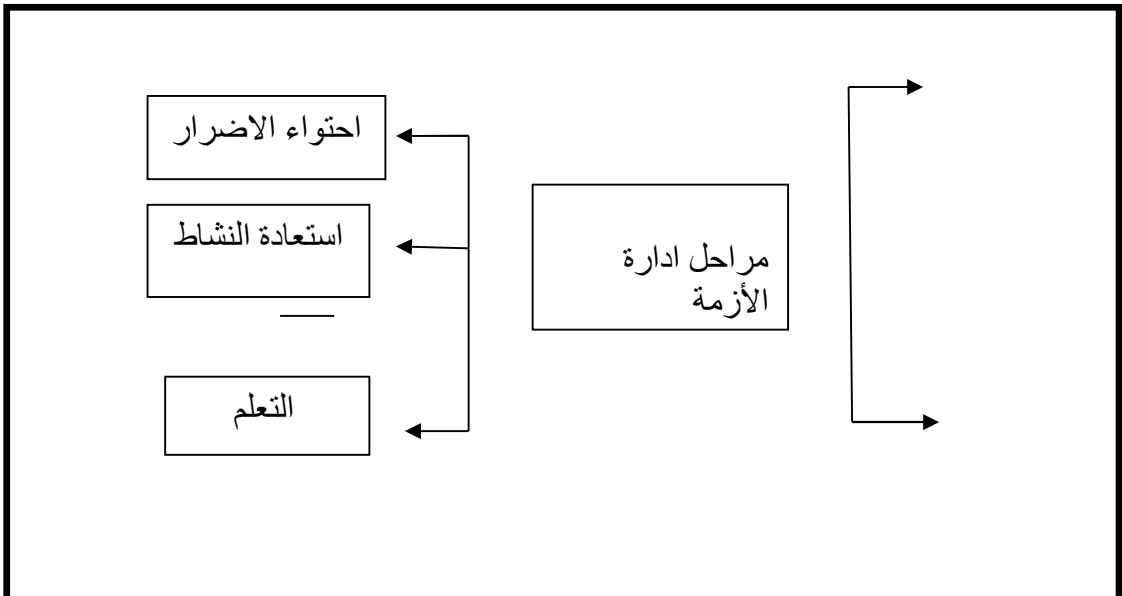 احتواء الاضرار
استعادة النشاط
مراحل ادارة
الأزمة
التعلم